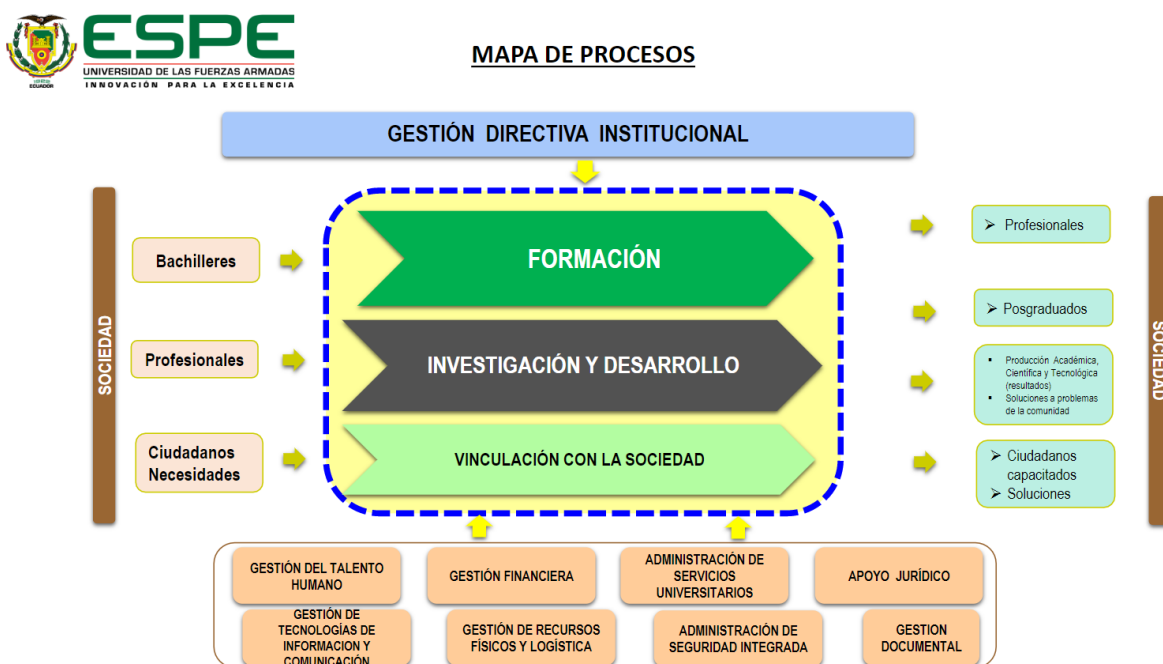 ESPE
UNIVERSIDAD DE LAS FUERZAS ARMADAS
INNOVACIÓN PARA LA EXCELENCIA
ECUADOR
MAPA DE PROCESOS
GESTIÓN DIRECTIVA INSTITUCIONAL
SOCIEDAD
Bachilleres
Profesionales
Ciudadanos
Necesidades
FORMACIÓN
INVESTIGACIÓN Y DESARROLLO
VINCULACIÓN CON LA SOCIEDAD
➢ Profesionales
➢ Posgraduados
▪ Producción Académica,
Científica y Tecnológica
(resultados)
▪ Soluciones a problemas
de la comunidad
➢ Ciudadanos
capacitados
➢ Soluciones
SOCIEDAD
GESTIÓN DEL TALENTO
HUMANO
GESTIÓN FINANCIERA
ADMINISTRACIÓN DE
SERVICIOS
UNIVERSITARIOS
APOYO JURÍDICO
GESTIÓN DE
TECNOLOGÍAS DE
INFORMACION Y
COMUNICACIÓN
GESTIÓN DE RECURSOS
FÍSICOS Y LOGÍSTICA
ADMINISTRACIÓN DE
SEGURIDAD INTEGRADA
GESTION
DOCUMENTAL